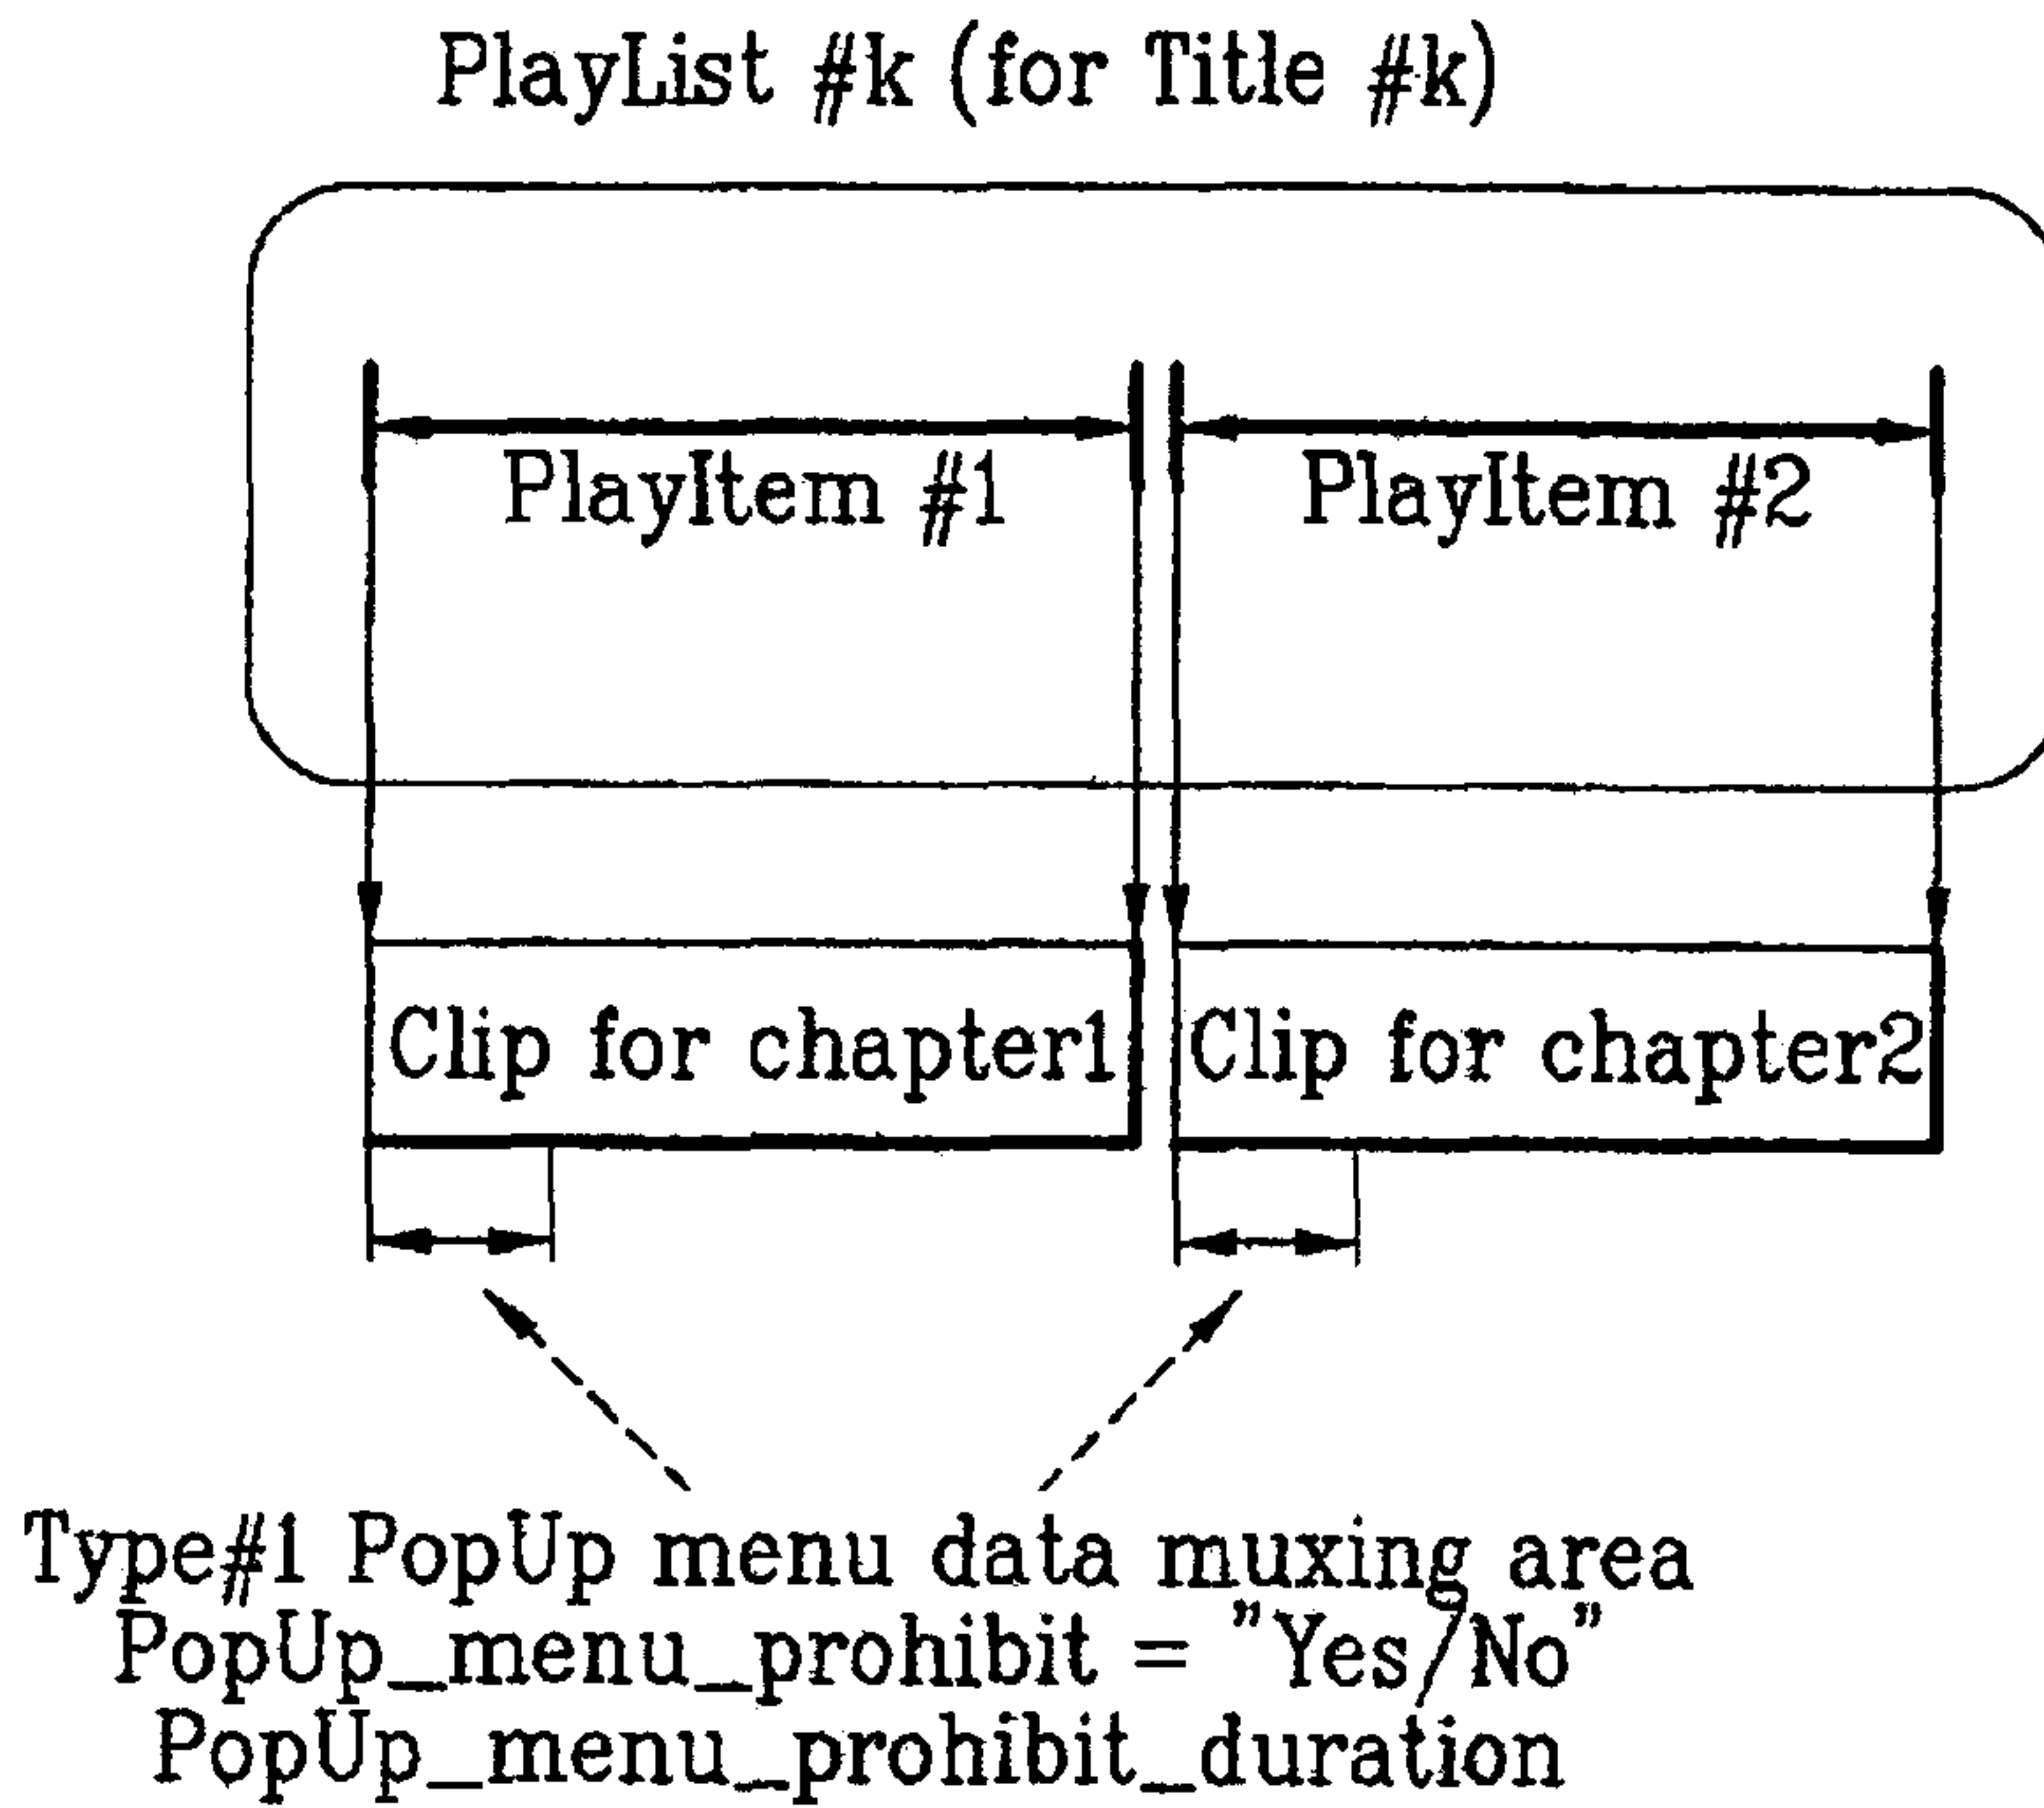 PlayList #k (for Title #k)
PlayItem #1 PlayItem #2
Clip for chapter1 Clip for chapter2
Type#1 PopUp menu data muxing area
PopUp_menu_prohibit = "Yes/No"
PopUp_menu_prohibit_duration